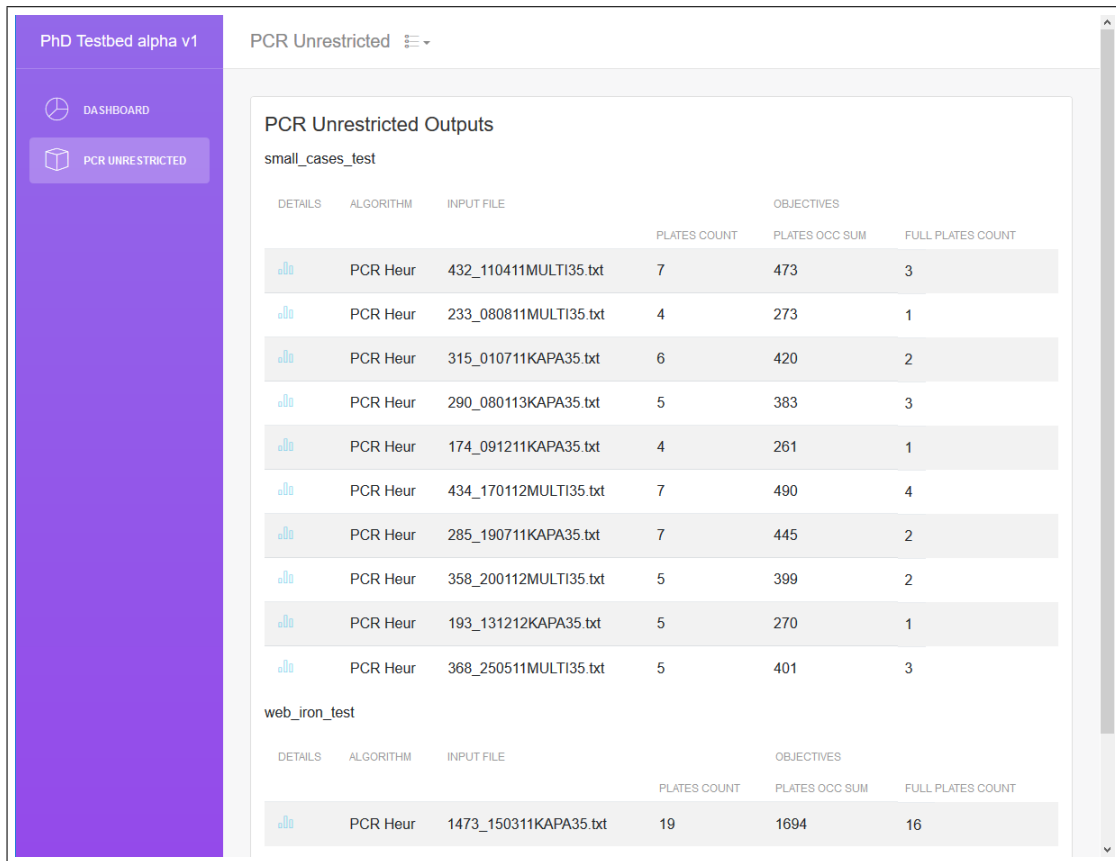 PhD Testbed alpha v1
PCR Unrestricted
DASHBOARD
PCR UNRESTRICTED
PCR Unrestricted Outputs
small_cases_test
DETAILS ALGORITHM INPUT FILE OBJECTIVES
PLATES COUNT PLATES OCC SUM FULL PLATES COUNT
PCR Heur 432_110411MULTI35.txt 7 473 3
PCR Heur 233_080811MULTI35.txt 4 273 1
PCR Heur 315_010711KAPA35.txt 6 420 2
PCR Heur 290_080113KAPA35.txt 5 383 3
PCR Heur 174_091211KAPA35.txt 4 261 1
PCR Heur 434_170112MULTI35.txt 7 490 4
PCR Heur 285_190711KAPA35.txt 7 445 2
PCR Heur 358_200112MULTI35.txt 5 399 2
PCR Heur 193_131212KAPA35.txt 5 270 1
PCR Heur 368_250511MULTI35.txt 5 401 3
web_iron_test
DETAILS ALGORITHM INPUT FILE OBJECTIVES
PLATES COUNT PLATES OCC SUM FULL PLATES COUNT
PCR Heur 1473_150311KAPA35.txt 19 1694 16